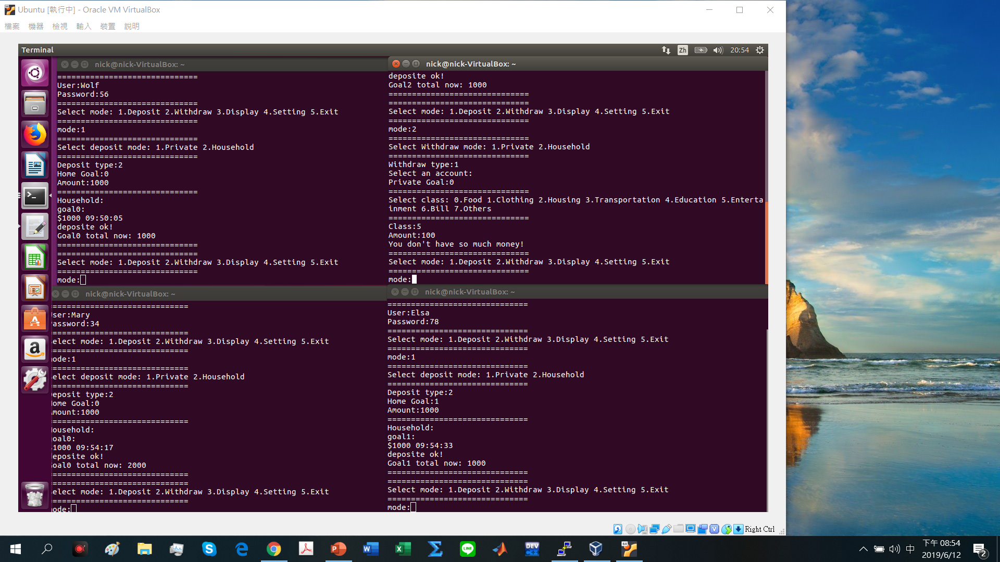 Ubuntu [執行中] - Oracle VM VirtualBox
檔案 機器 檢視 輸入 裝置 說明
Terminal
Zh
20:54
nick@nick-VirtualBox: ~
==============================
User:Wolf
Password:56
==============================
Select mode: 1.Deposit 2.Withdraw 3.Display 4.Setting 5.Exit
==============================
mode:1
==============================
Select deposit mode: 1.Private 2.Household
==============================
Deposit type:2
Home Goal:0
Amount:1000
==============================
Household:
goal0:
$1000 09:50:05
deposite ok!
Goal0 total now: 1000
==============================
==============================
Select mode: 1.Deposit 2.Withdraw 3.Display 4.Setting 5.Exit
==============================
mode:
nick@nick-VirtualBox: ~
deposite ok!
Goal2 total now: 1000
==============================
==============================
Select mode: 1.Deposit 2.Withdraw 3.Display 4.Setting 5.Exit
==============================
mode:2
==============================
Select Withdraw mode: 1.Private 2.Household
==============================
Withdraw type:1
Select an account:
Private Goal:0
==============================
Select class: 0.Food 1.Clothing 2.Housing 3.Transportation 4.Education 5.Enterta
inment 6.Bill 7.Others
==============================
Class:5
Amount:100
You don't have so much money!
==============================
Select mode: 1.Deposit 2.Withdraw 3.Display 4.Setting 5.Exit
==============================
mode:
nick@nick-VirtualBox: ~
=============================
ser:Mary
assword:34
=============================
elect mode: 1.Deposit 2.Withdraw 3.Display 4.Setting 5.Exit
=============================
ode:1
=============================
elect deposit mode: 1.Private 2.Household
=============================
eposit type:2
ome Goal:0
mount:1000
=============================
ousehold:
oal0:
1000 09:54:17
eposite ok!
oal0 total now: 2000
=============================
=============================
elect mode: 1.Deposit 2.Withdraw 3.Display 4.Setting 5.Exit
=============================
ode:
nick@nick-VirtualBox: ~
==============================
User:Elsa
Password:78
==============================
Select mode: 1.Deposit 2.Withdraw 3.Display 4.Setting 5.Exit
==============================
mode:1
==============================
Select deposit mode: 1.Private 2.Household
==============================
Deposit type:2
Home Goal:1
Amount:1000
==============================
Household:
goal1:
$1000 09:54:33
deposite ok!
Goal1 total now: 1000
==============================
==============================
Select mode: 1.Deposit 2.Withdraw 3.Display 4.Setting 5.Exit
==============================
mode:
Right Ctrl
LINE
DEV
C++
64
中
下午 08:54
2019/6/12
2